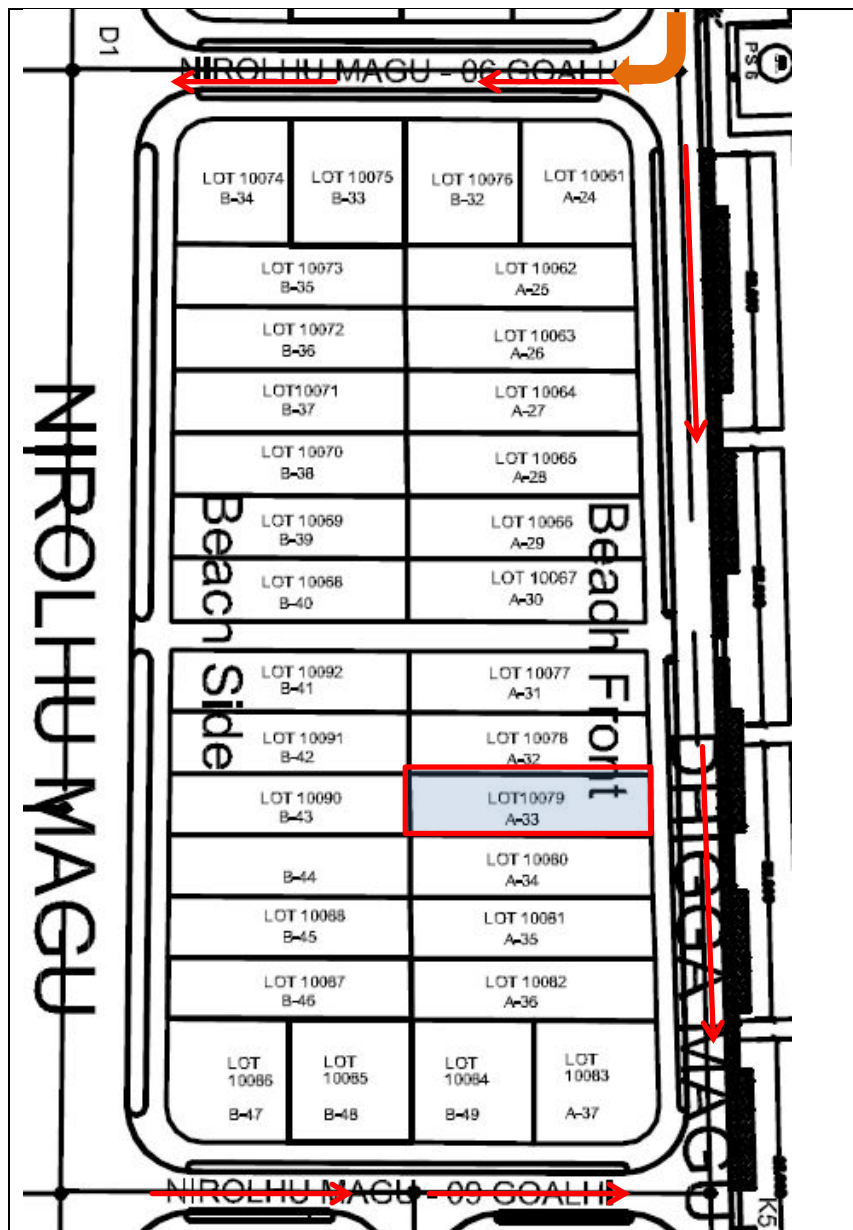 D1
PS 6
NIROLHU MAGU - 06 GOALHI
LOT 10074
B-34
LOT 10075
B-33
LOT 10076
B-32
LOT 10061
A-24
LOT 10073
B-35
LOT 10062
A-25
LOT 10072
B-36
LOT 10063
A-26
LOT10071
B-37
LOT 10064
A-27
LOT 10070
B-38
LOT 10065
A-28
LOT 10069
B-39
LOT 10066
A-29
LOT 10068
B-40
LOT 10067
A-30
Beach Side
Beach Front
NIROLHU MAGU
DHIGGA MAGU
LOT 10092
B-41
LOT 10077
A-31
LOT 10091
B-42
LOT 10078
A-32
LOT 10090
B-43
LOT10079
A-33
B-44
LOT 10080
A-34
LOT 10088
B-45
LOT 10081
A-35
LOT 10087
B-46
LOT 10082
A-36
LOT
10086
B-47
LOT
10085
B-48
LOT
10084
B-49
LOT
10083
A-37
NIROLHU MAGU - 09 GOALHI
K5